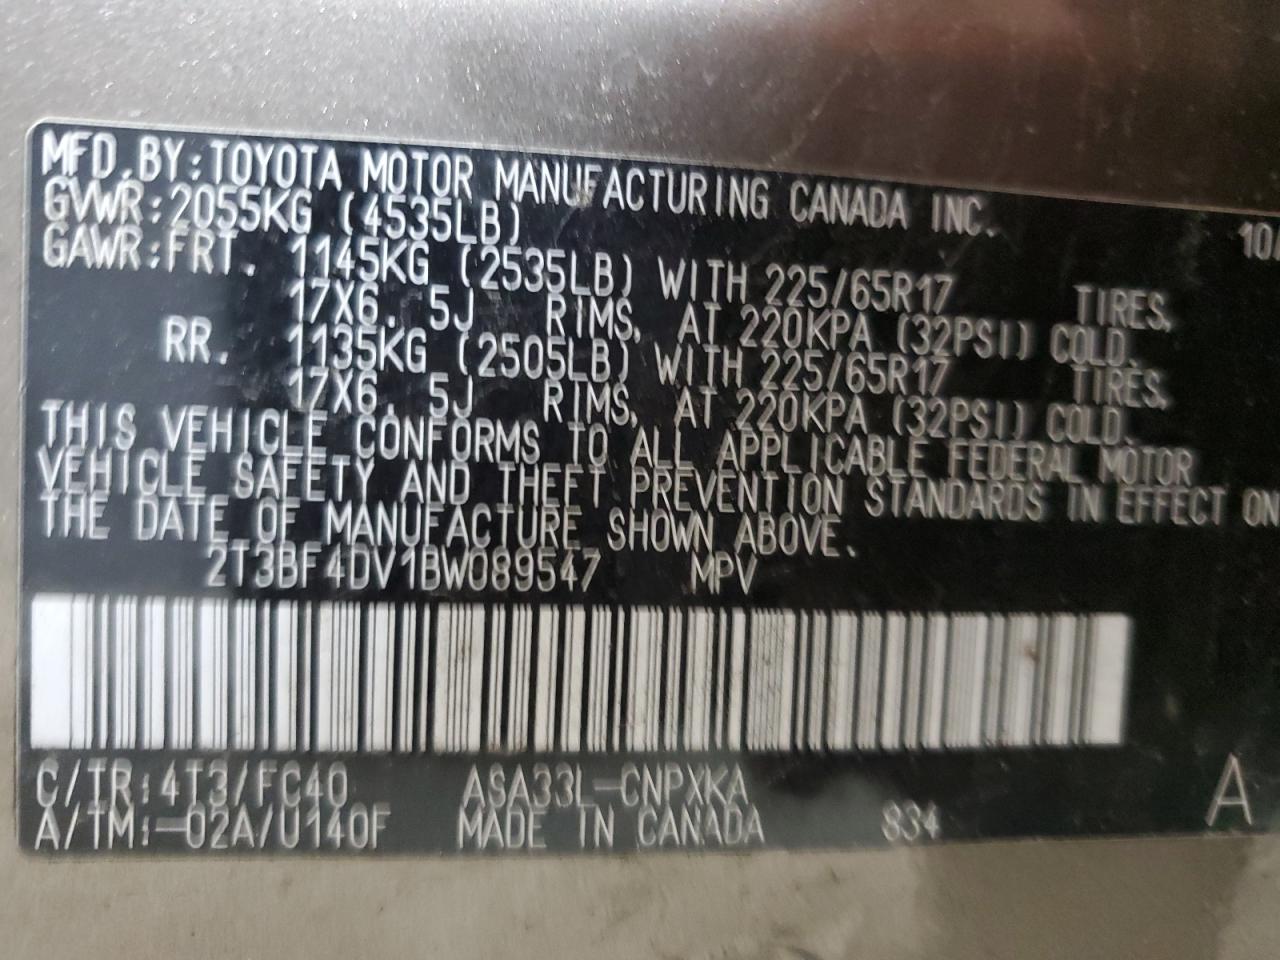 MFD.BY:TOYOTA MOTOR MANUFACTURING CANADA INC.
GVWR:2055KG (4535LB) 10/
GAWR:FRT. 1145KG (2535LB) WITH 225/65R17 TIRES,
17X6.5J RIMS, AT 220KPA (32PSI) COLD.
RR. 1135KG (2505LB) WITH 225/65R17 TIRES,
17X6.5J RIMS, AT 220KPA (32PSI) COLD.
THIS VEHICLE CONFORMS TO ALL APPLICABLE FEDERAL MOTOR
VEHICLE SAFETY AND THEFT PREVENTION STANDARDS IN EFFECT ON
THE DATE OF MANUFACTURE SHOWN ABOVE.
2T3BF4DV1BW089547 MPV
C/TR:4T3/FC40 ASA33L-CNPXKA A
A/TM:-02A/U140F MADE IN CANADA 834